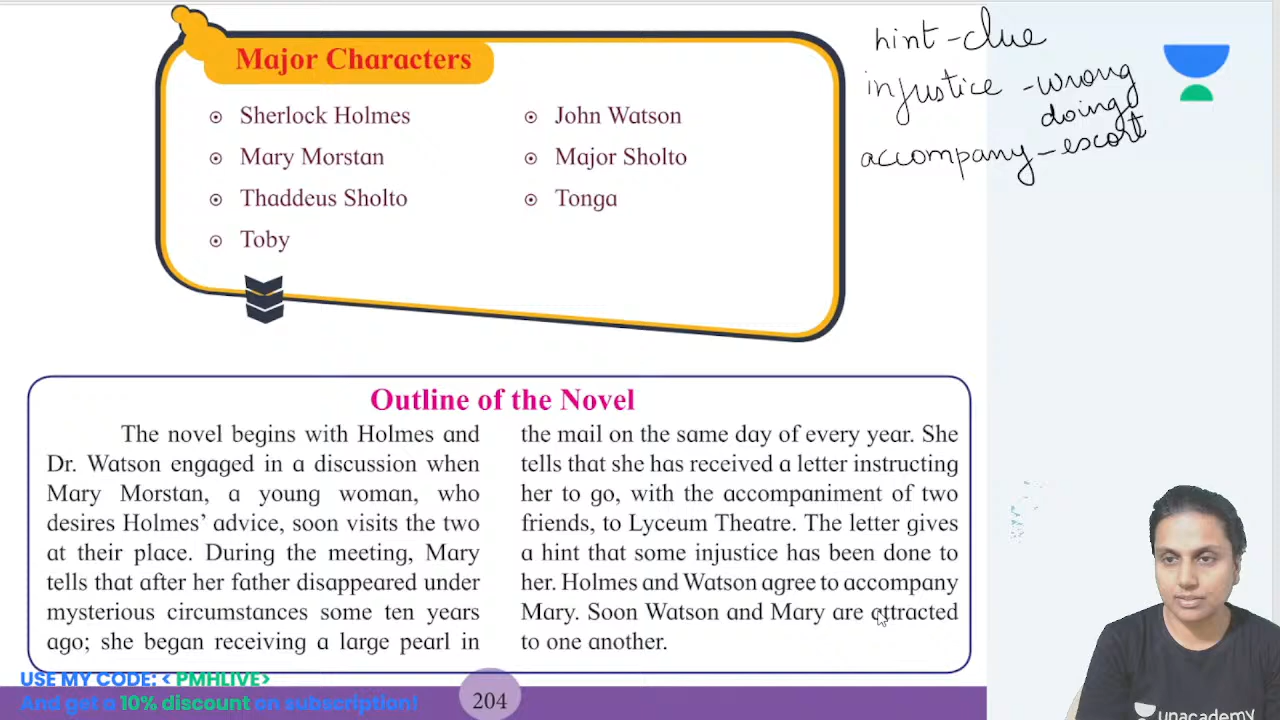 Major Characters
Sherlock Holmes
John Watson
Mary Morstan
Major Sholto
Thaddeus Sholto
Tonga
Toby
hint - clue
injustice - wrong
doing
accompany - escort
Outline of the Novel
The novel begins with Holmes and
Dr. Watson engaged in a discussion when
Mary Morstan, a young woman, who
desires Holmes' advice, soon visits the two
at their place. During the meeting, Mary
tells that after her father disappeared under
mysterious circumstances some ten years
ago; she began receiving a large pearl in
the mail on the same day of every year. She
tells that she has received a letter instructing
her to go, with the accompaniment of two
friends, to Lyceum Theatre. The letter gives
a hint that some injustice has been done to
her. Holmes and Watson agree to accompany
Mary. Soon Watson and Mary are attracted
to one another.
USE MY CODE: < PMHLIVE>
And get a 10% discount on subscription!
204
unacademy